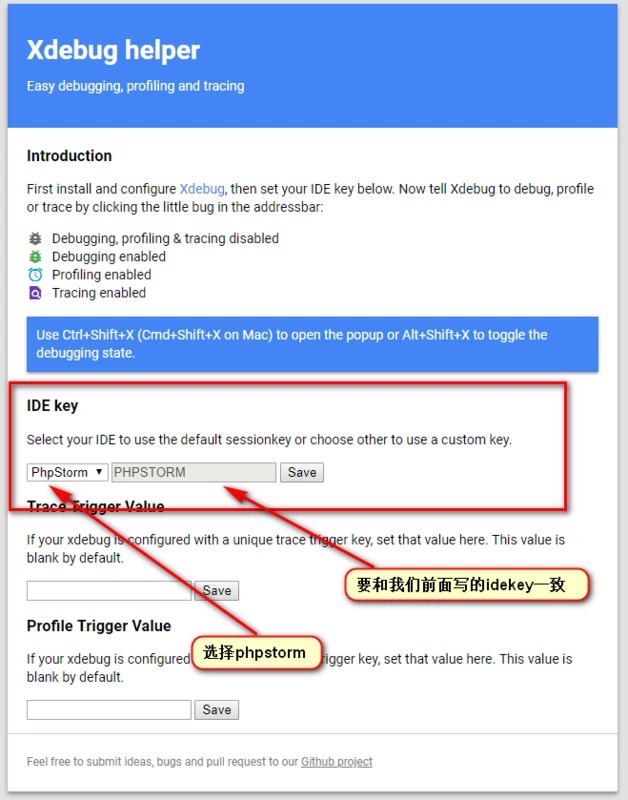 Xdebug helper
Easy debugging, profiling and tracing
Introduction
First install and configure Xdebug, then set your IDE key below. Now tell Xdebug to debug, profile
or trace by clicking the little bug in the addressbar:
Debugging, profiling & tracing disabled
Debugging enabled
Profiling enabled
Tracing enabled
Use Ctrl+Shift+X (Cmd+Shift+X on Mac) to open the popup or Alt+Shift+X to toggle the
debugging state.
IDE key
Select your IDE to use the default sessionkey or choose other to use a custom key.
PhpStorm PHPSTORM Save
Trace Trigger Value
If your xdebug is configured with a unique trace trigger key, set that value here. This value is
blank by default.
要和我们前面写的idekey一致
Save
Profile Trigger Value
选择phpstorm
If your xdebug is configured rigger key, set that value here. This value is
blank by default.
Save
Feel free to submit ideas, bugs and pull request to our Github project